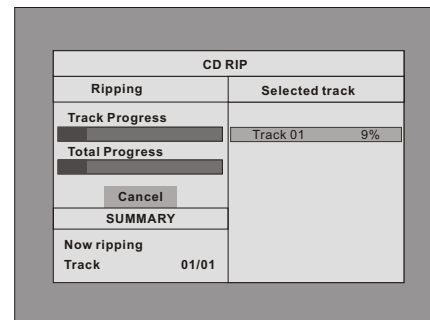 CD RIP
Ripping
Selected track
Track Progress
Track 01 9%
Total Progress
Cancel
SUMMARY
Now ripping
Track 01/01